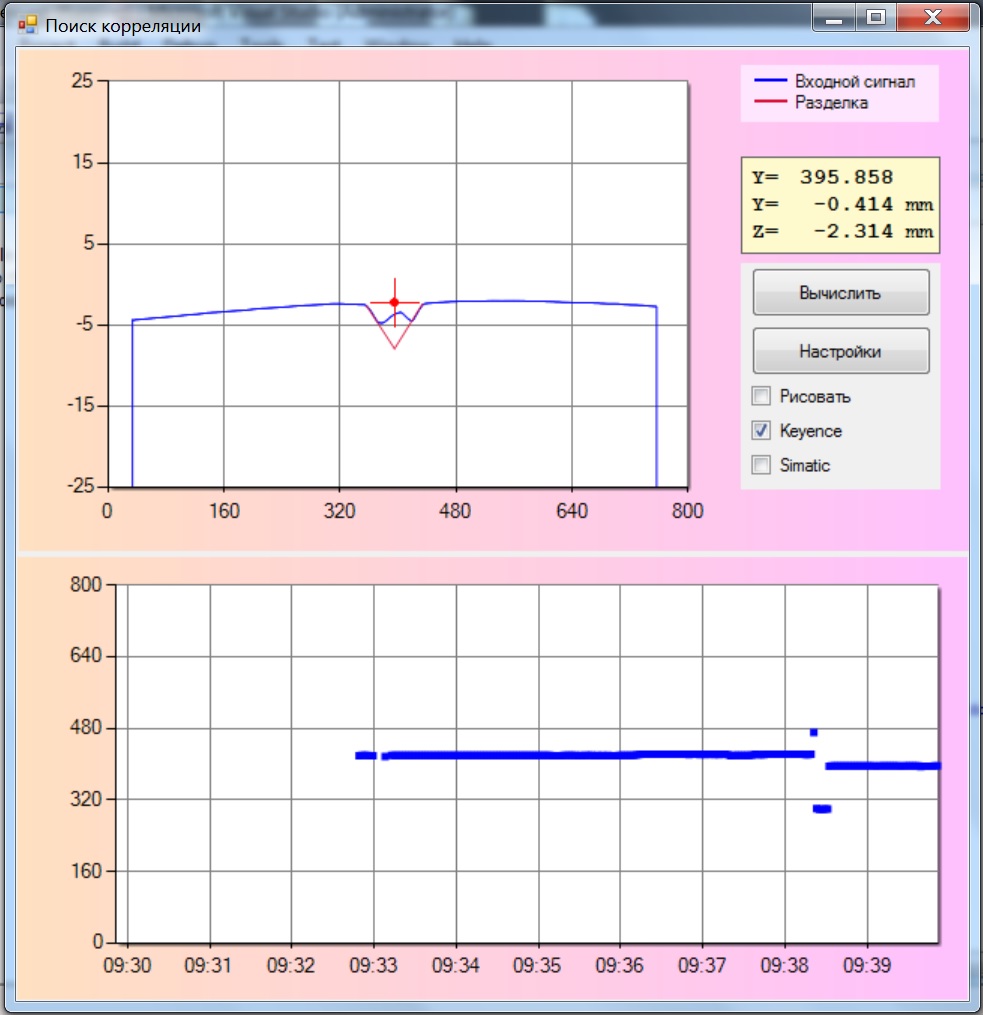 Поиск корреляции
25
15
5
-5
-15
-25
0 160 320 480 640 800
Входной сигнал
Разделка
Y= 395.858
Y= -0.414 mm
Z= -2.314 mm
Вычислить
Настройки
Рисовать
Keyence
Simatic
800
640
480
320
160
0
09:30 09:31 09:32 09:33 09:34 09:35 09:36 09:37 09:38 09:39